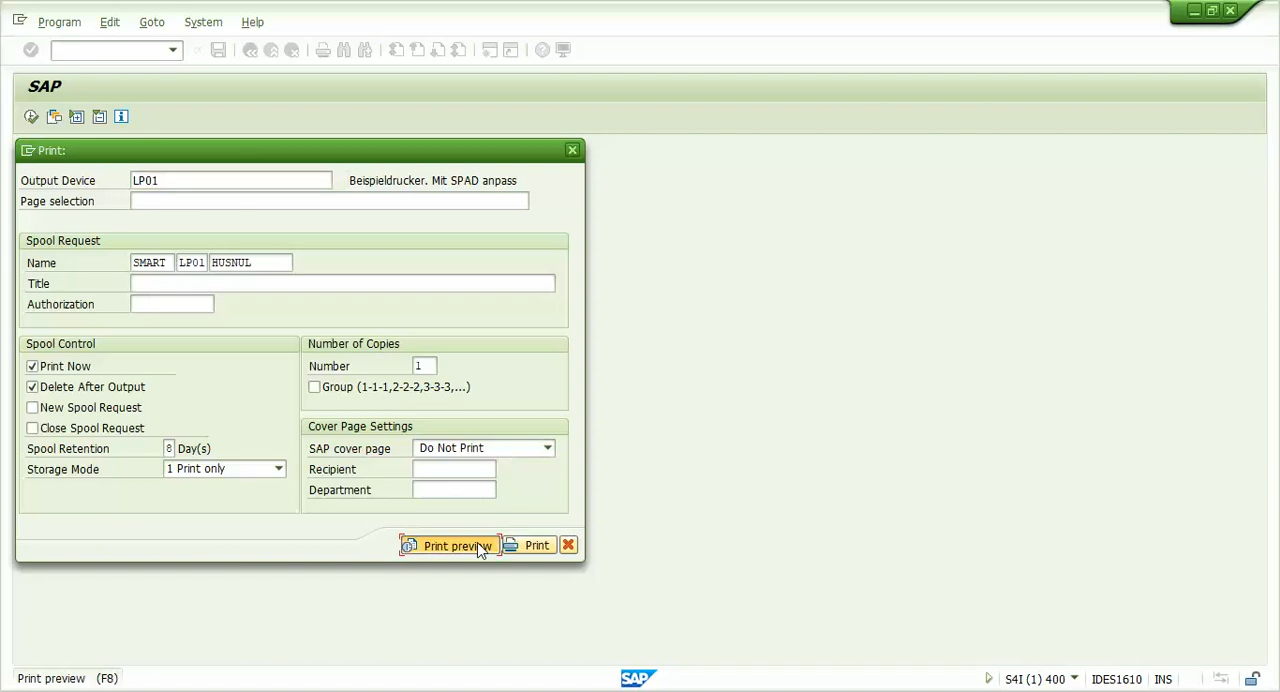 Program Edit Goto System Help
SAP
Print:
Output Device LP01 Beispieldrucker. Mit SPAD anpass
Page selection
Spool Request
Name SMART LP01 HUSNUL
Title
Authorization
Spool Control Number of Copies
Print Now Number 1
Delete After Output Group (1-1-1,2-2-2,3-3-3,...)
New Spool Request
Close Spool Request Cover Page Settings
Spool Retention 8 Day(s) SAP cover page Do Not Print
Storage Mode 1 Print only Recipient
Department
Print preview Print
Print preview (F8) SAP S4I (1) 400 IDES1610 INS